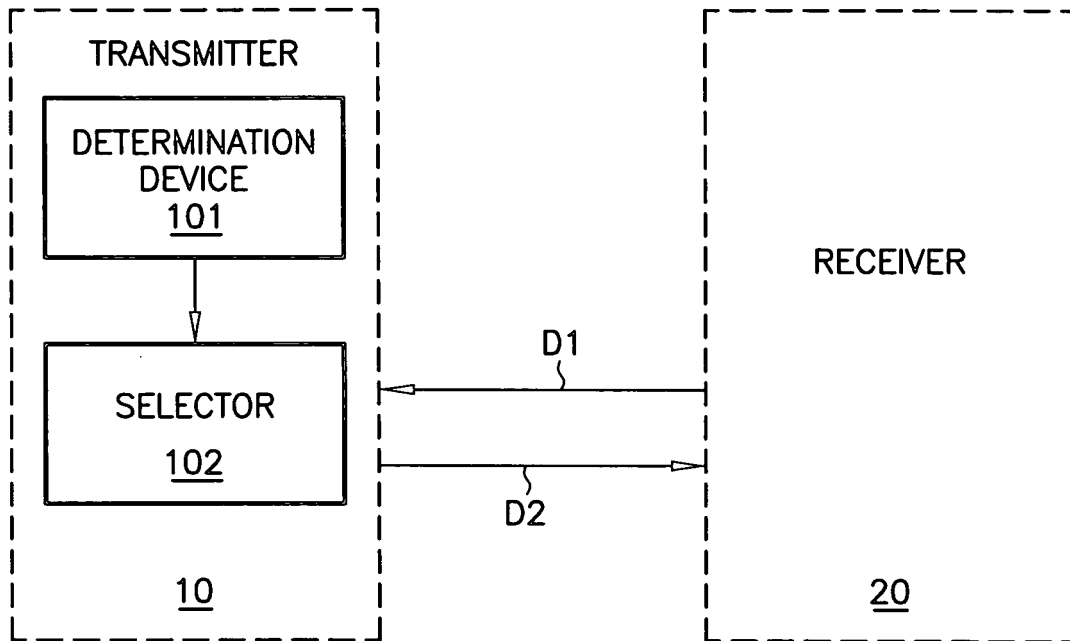 TRANSMITTER
DETERMINATION
DEVICE
101
SELECTOR
102
10
D1
D2
RECEIVER
20